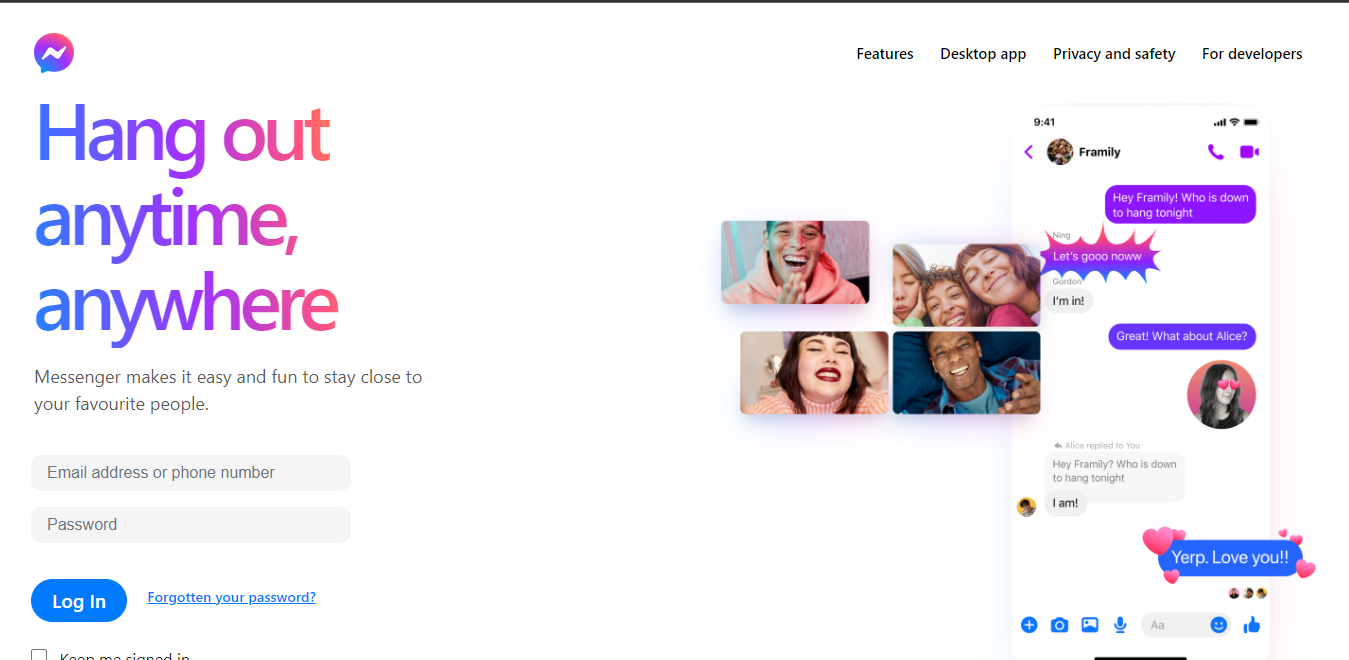 Features Desktop app Privacy and safety For developers
Hang out
anytime,
anywhere
Messenger makes it easy and fun to stay close to
your favourite people.
Email address or phone number
Password
Log In Forgotten your password?
Keep me signed in
9:41
Framily
Hey Framily! Who is down
to hang tonight
Ning
Let's gooo noww
Gordon
I'm in!
Great! What about Alice?
Alice replied to You
Hey Framily? Who is down
to hang tonight
I am!
Yerp. Love you!!
Aa